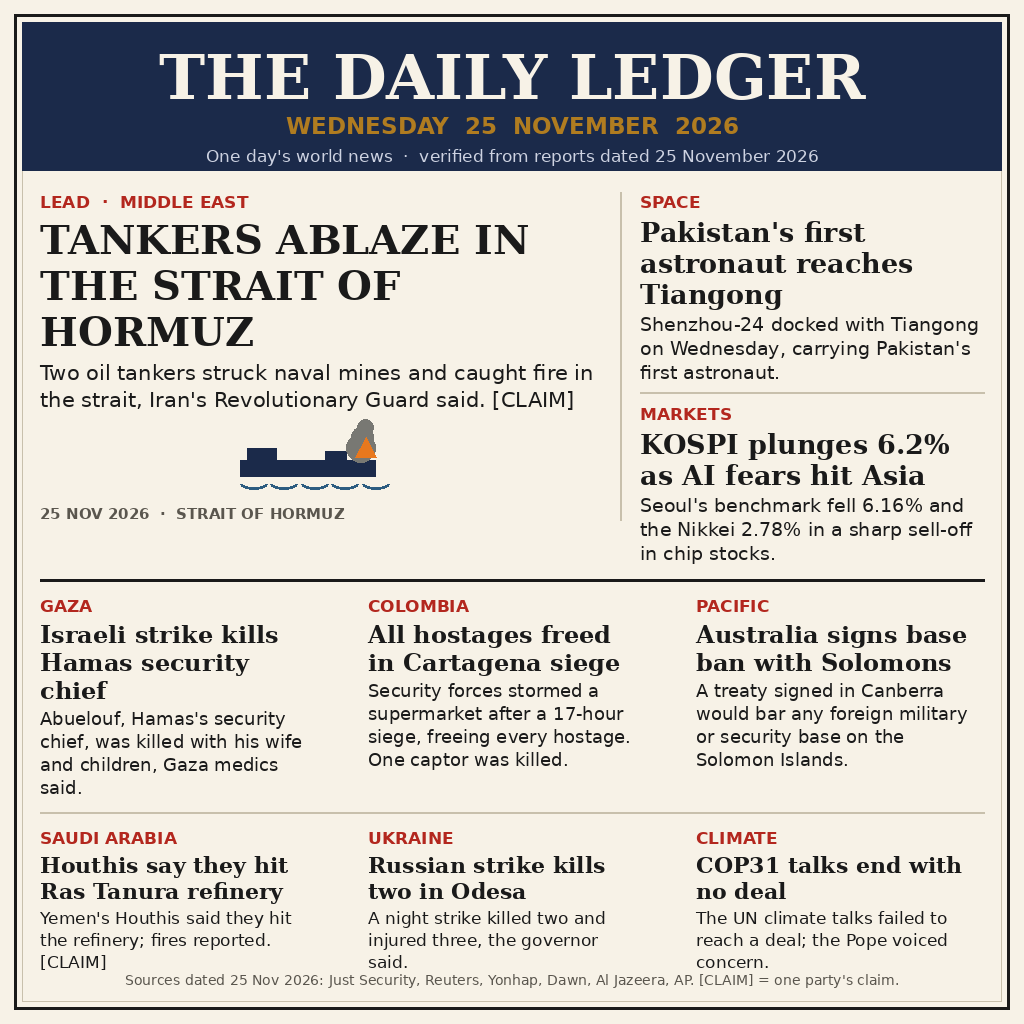 THE DAILY LEDGER
WEDNESDAY 25 NOVEMBER 2026
One day's world news · verified from reports dated 25 November 2026
LEAD · MIDDLE EAST
TANKERS ABLAZE IN
THE STRAIT OF
HORMUZ
Two oil tankers struck naval mines and caught fire in
the strait, Iran's Revolutionary Guard said. [CLAIM]
25 NOV 2026 · STRAIT OF HORMUZ
SPACE
Pakistan's first
astronaut reaches
Tiangong
Shenzhou-24 docked with Tiangong
on Wednesday, carrying Pakistan's
first astronaut.
MARKETS
KOSPI plunges 6.2%
as AI fears hit Asia
Seoul's benchmark fell 6.16% and
the Nikkei 2.78% in a sharp sell-off
in chip stocks.
GAZA
Israeli strike kills
Hamas security
chief
Abuelouf, Hamas's security
chief, was killed with his wife
and children, Gaza medics
said.
COLOMBIA
All hostages freed
in Cartagena siege
Security forces stormed a
supermarket after a 17-hour
siege, freeing every hostage.
One captor was killed.
PACIFIC
Australia signs base
ban with Solomons
A treaty signed in Canberra
would bar any foreign military
or security base on the
Solomon Islands.
SAUDI ARABIA
Houthis say they hit
Ras Tanura refinery
Yemen's Houthis said they hit
the refinery; fires reported.
[CLAIM]
UKRAINE
Russian strike kills
two in Odesa
A night strike killed two and
injured three, the governor
said.
CLIMATE
COP31 talks end with
no deal
The UN climate talks failed to
reach a deal; the Pope voiced
concern.
Sources dated 25 Nov 2026: Just Security, Reuters, Yonhap, Dawn, Al Jazeera, AP. [CLAIM] = one party's claim.